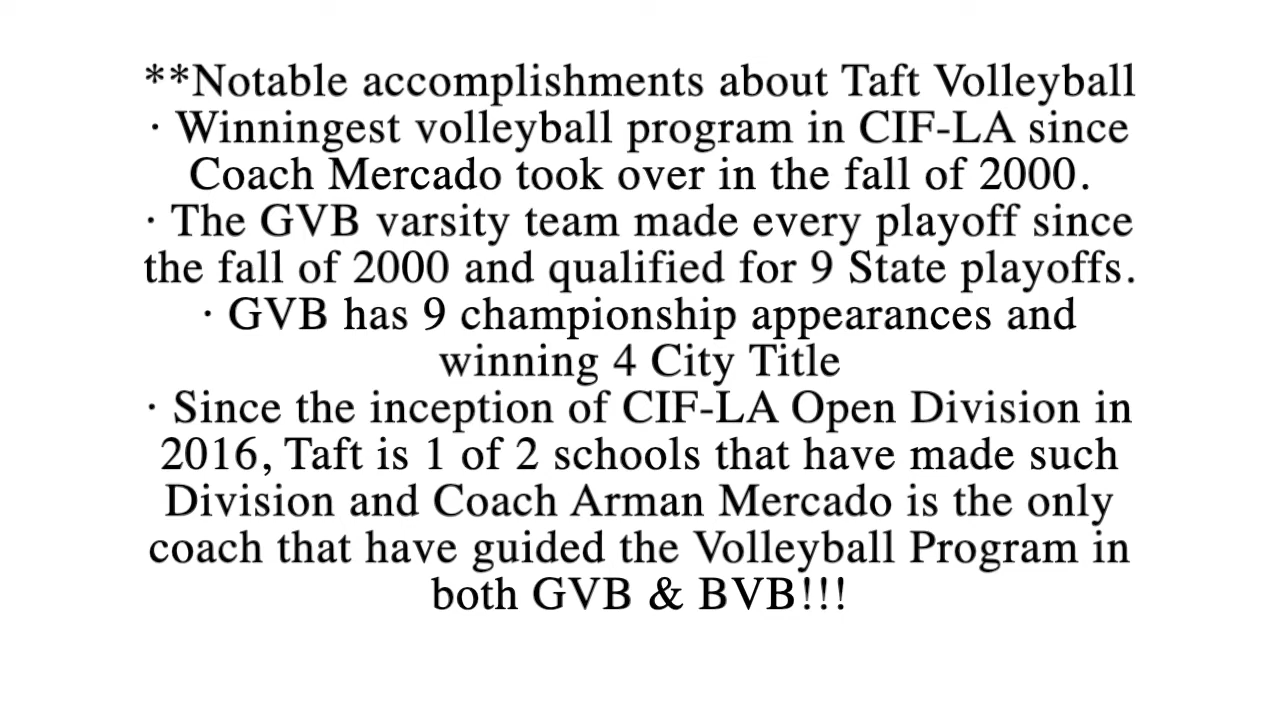 **Notable accomplishments about Taft Volleyball
· Winningest volleyball program in CIF-LA since
Coach Mercado took over in the fall of 2000.
· The GVB varsity team made every playoff since
the fall of 2000 and qualified for 9 State playoffs.
· GVB has 9 championship appearances and
winning 4 City Title
· Since the inception of CIF-LA Open Division in
2016, Taft is 1 of 2 schools that have made such
Division and Coach Arman Mercado is the only
coach that have guided the Volleyball Program in
both GVB & BVB!!!